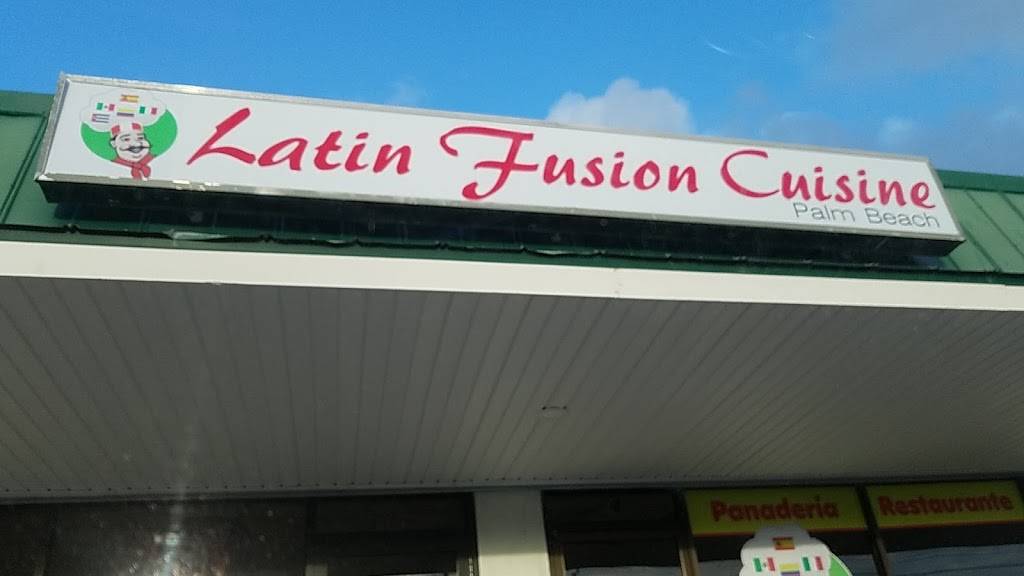 Latin Fusion Cuisine
Palm Beach
Panaderia
Restaurante